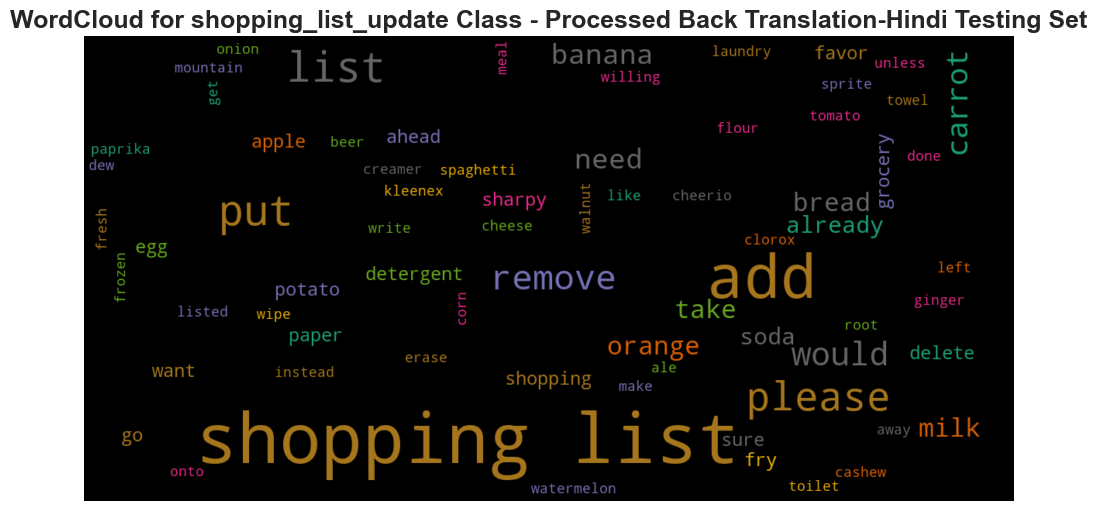 WordCloud for shopping_list_update Class - Processed Back Translation-Hindi Testing Set
onion
list
meal
banana
laundry
favor
mountain
willing
unless
get
sprite
carrot
towel
tomato
flour
paprika
apple
beer
ahead
need
grocery
done
dew
creamer
spaghetti
kleenex
sharpy
walnut
like
cheerio
bread
put
fresh
write
cheese
already
egg
clorox
frozen
detergent
remove
add
left
potato
corn
take
ginger
listed
wipe
root
paper
orange
soda
would
delete
erase
ale
want
instead
shopping
make
please
shopping list
go
sure
away
milk
fry
onto
cashew
watermelon
toilet